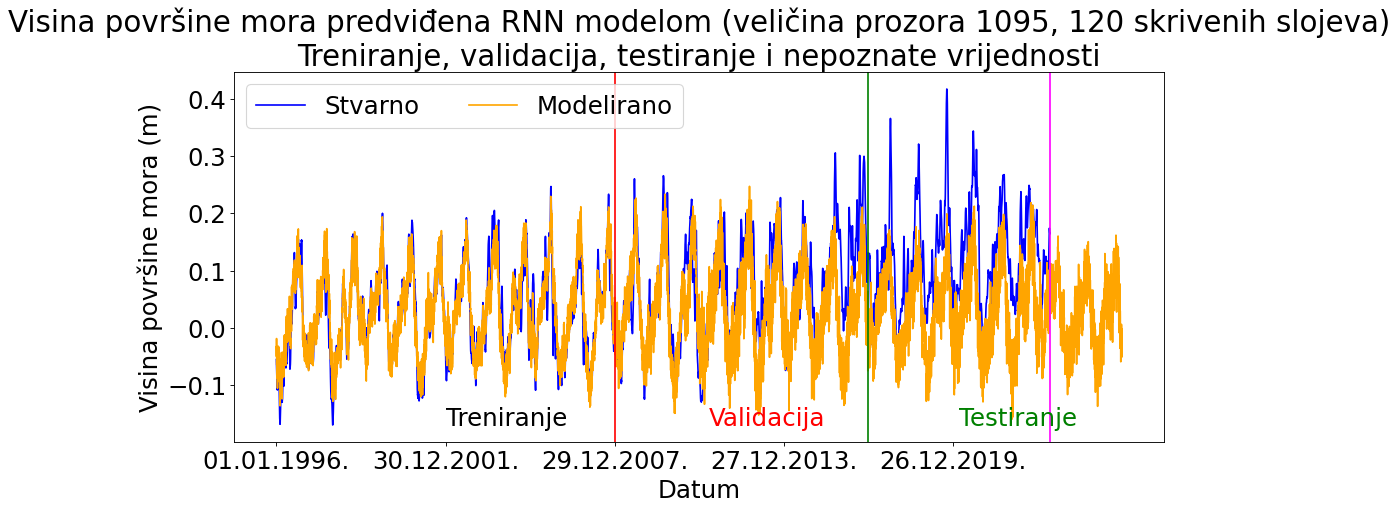 Visina površine mora predviđena RNN modelom (veličina prozora 1095, 120 skrivenih slojeva)
Treniranje, validacija, testiranje i nepoznate vrijednosti
Stvarno
Modelirano
Visina površine mora (m)
0.4
0.3
0.2
0.1
0.0
−0.1
Treniranje
Validacija
Testiranje
01.01.1996.
30.12.2001.
29.12.2007.
27.12.2013.
26.12.2019.
Datum